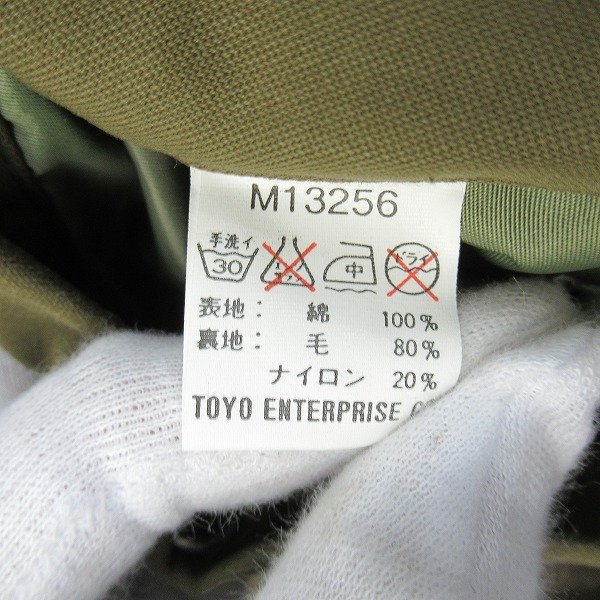 M13256
手洗イ
30
中
ドライ
表地： 綿 100%
裏地： 毛 80%
ナイロン 20%
TOYO ENTERPRISE